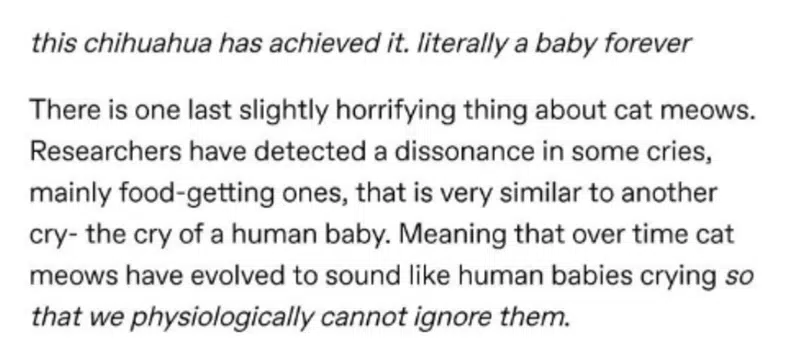 this chihuahua has achieved it. literally a baby forever
There is one last slightly horrifying thing about cat meows.
Researchers have detected a dissonance in some cries,
mainly food-getting ones, that is very similar to another
cry- the cry of a human baby. Meaning that over time cat
meows have evolved to sound like human babies crying so
that we physiologically cannot ignore them.